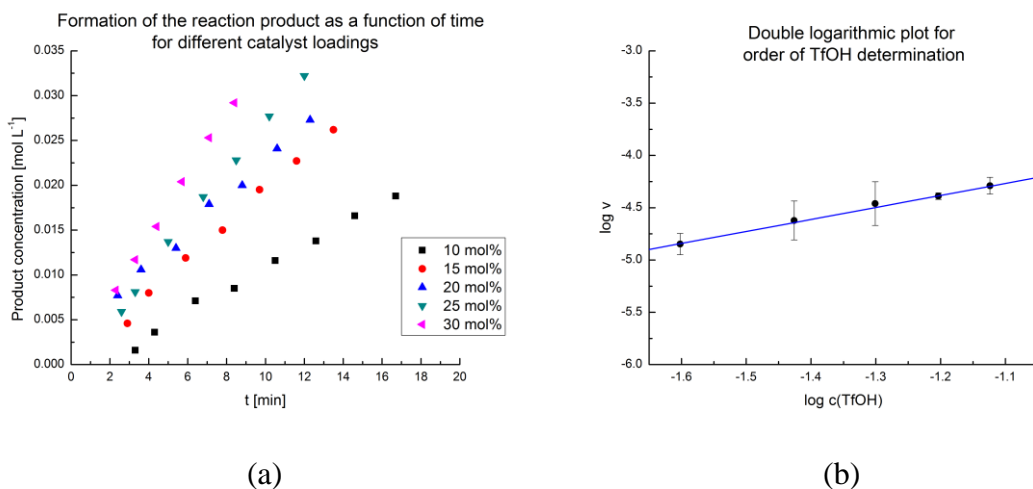 Formation of the reaction product as a function of time
for different catalyst loadings
0.035
0.030
0.025
0.020
0.015
0.010
0.005
0.000
Product concentration [mol L⁻¹]
0 2 4 6 8 10 12 14 16 18 20
t [min]
10 mol%
15 mol%
20 mol%
25 mol%
30 mol%
(a)
Double logarithmic plot for
order of TfOH determination
-3.0
-3.5
-4.0
-4.5
-5.0
-5.5
-6.0
log v
-1.6 -1.5 -1.4 -1.3 -1.2 -1.1
log c(TfOH)
(b)